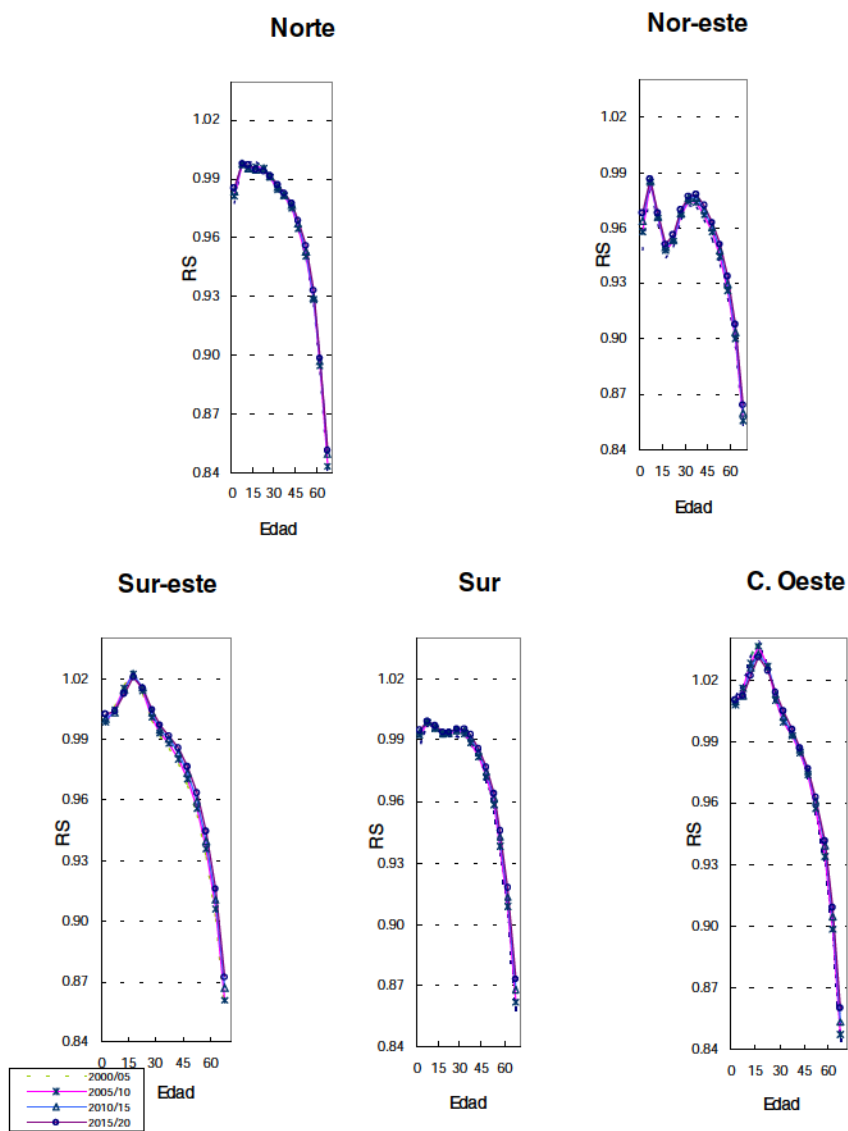 Norte
Nor-este
1.02
0.99
0.96
0.93
0.90
0.87
0.84
RS
0 15 30 45 60
Edad
1.02
0.99
0.96
0.93
0.90
0.87
0.84
RS
0 15 30 45 60
Edad
Sur-este
Sur
C. Oeste
1.02
0.99
0.96
0.93
0.90
0.87
0.84
RS
0 15 30 45 60
Edad
1.02
0.99
0.96
0.93
0.90
0.87
0.84
RS
0 15 30 45 60
Edad
1.02
0.99
0.96
0.93
0.90
0.87
0.84
RS
0 15 30 45 60
Edad
2000/05
2005/10
2010/15
2015/20